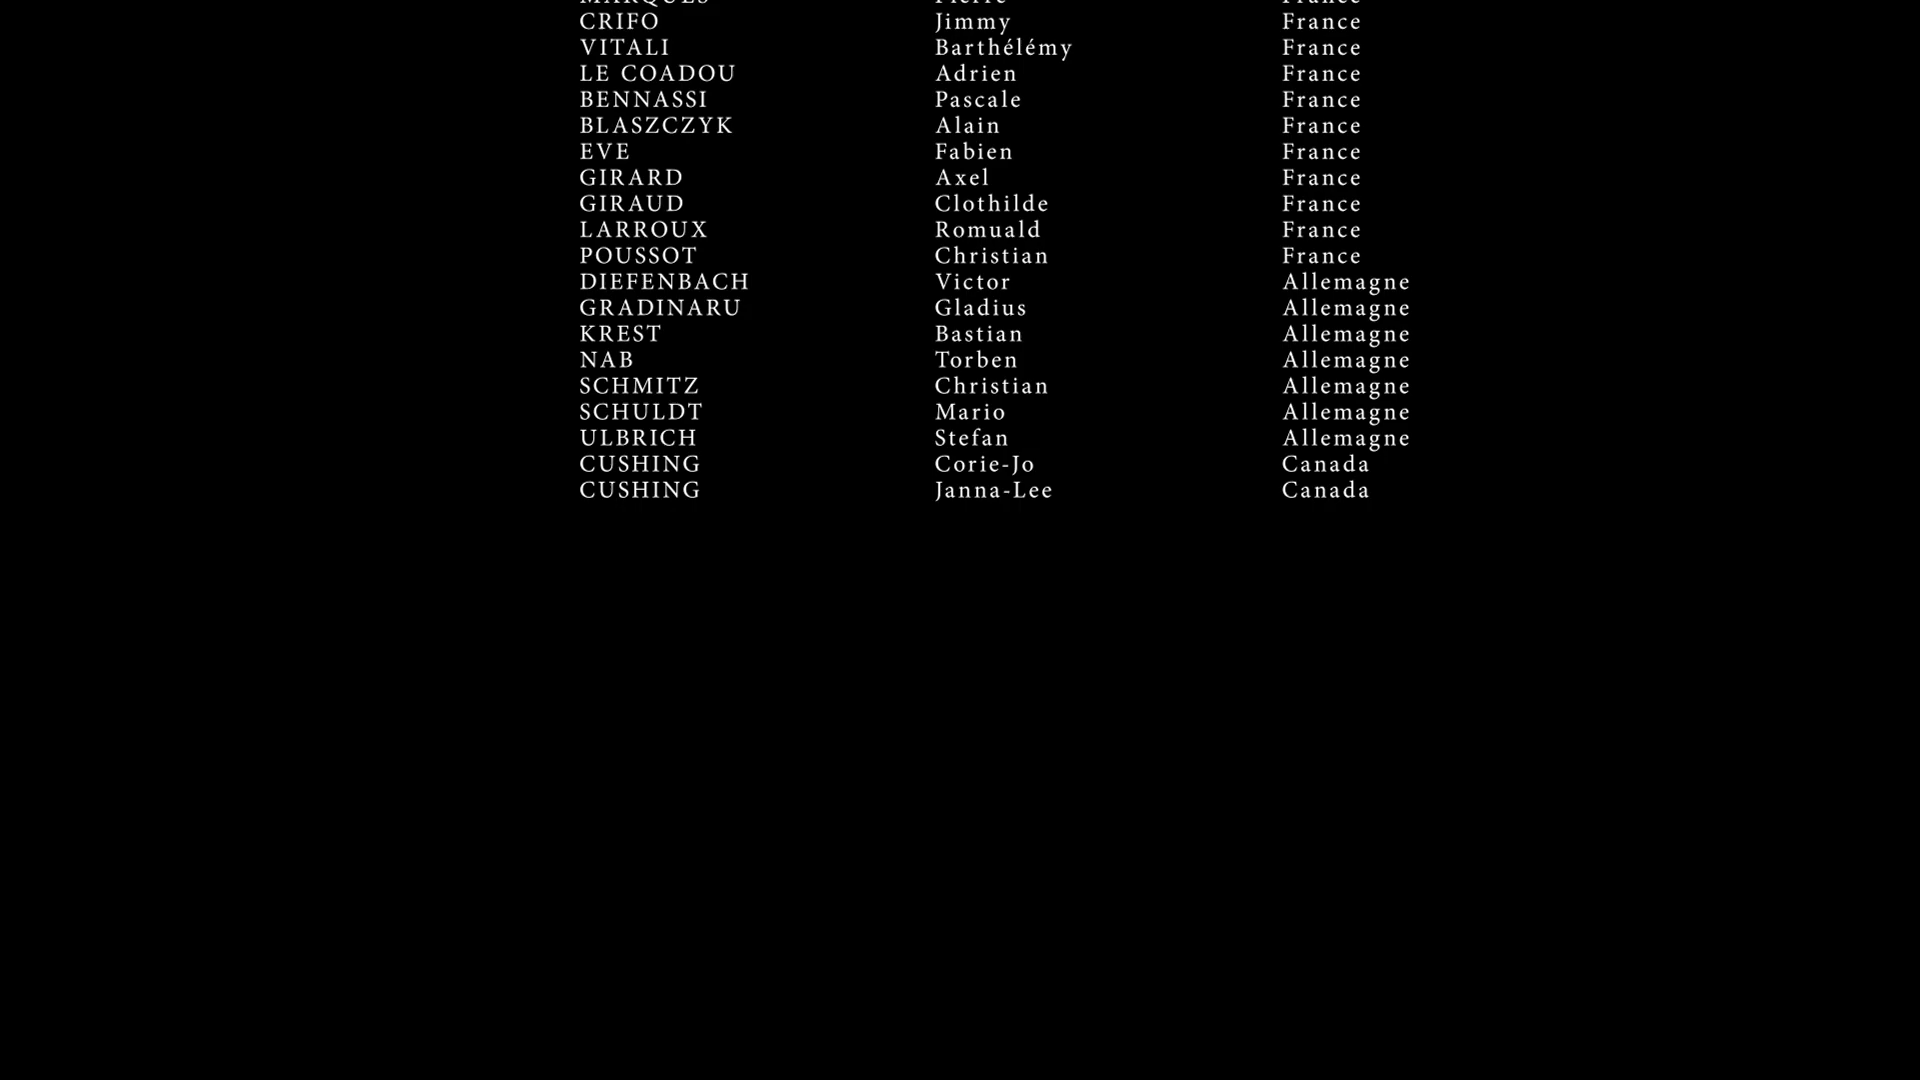 MARQUES Pierre France
CRIFO Jimmy France
VITALI Barthélémy France
LE COADOU Adrien France
BENNASSI Pascale France
BLASZCZYK Alain France
EVE Fabien France
GIRARD Axel France
GIRAUD Clothilde France
LARROUX Romuald France
POUSSOT Christian France
DIEFENBACH Victor Allemagne
GRADINARU Gladius Allemagne
KREST Bastian Allemagne
NAB Torben Allemagne
SCHMITZ Christian Allemagne
SCHULDT Mario Allemagne
ULBRICH Stefan Allemagne
CUSHING Corie-Jo Canada
CUSHING Janna-Lee Canada